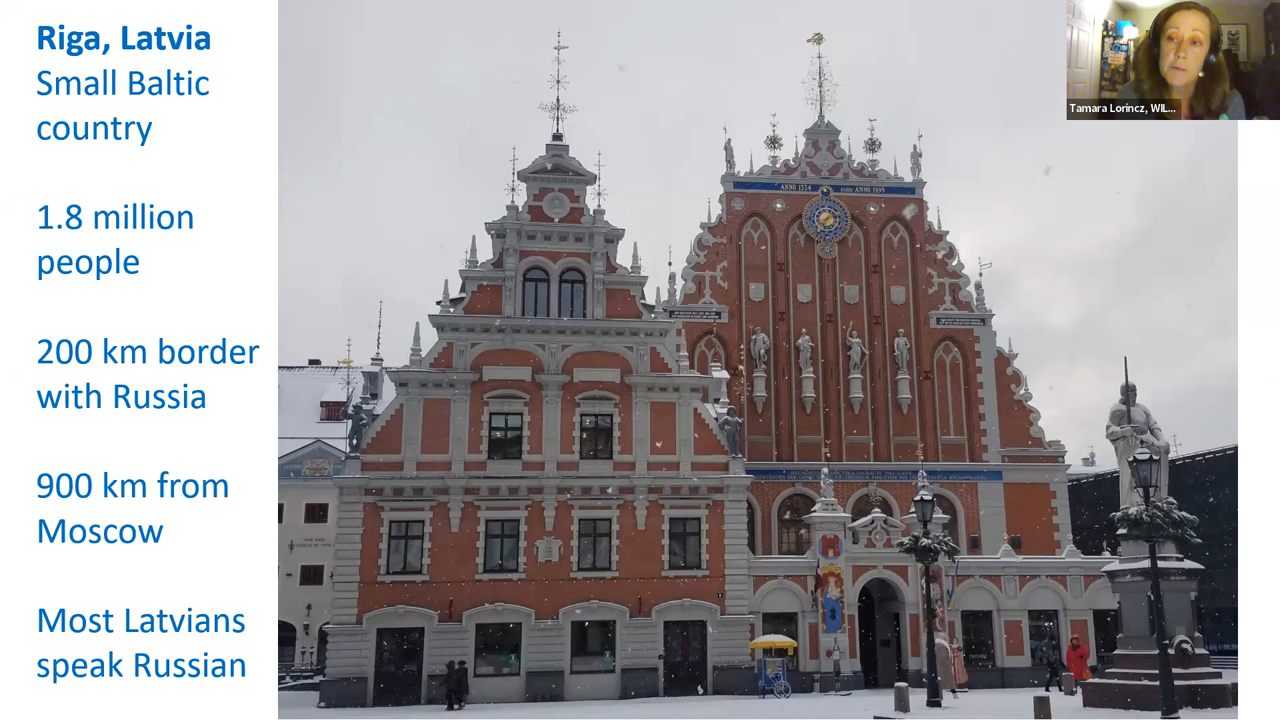 Riga, Latvia
Small Baltic
country
1.8 million
people
200 km border
with Russia
900 km from
Moscow
Most Latvians
speak Russian
Tamara Lorincz, WIL...
ANNO 1334
ANNO 1999